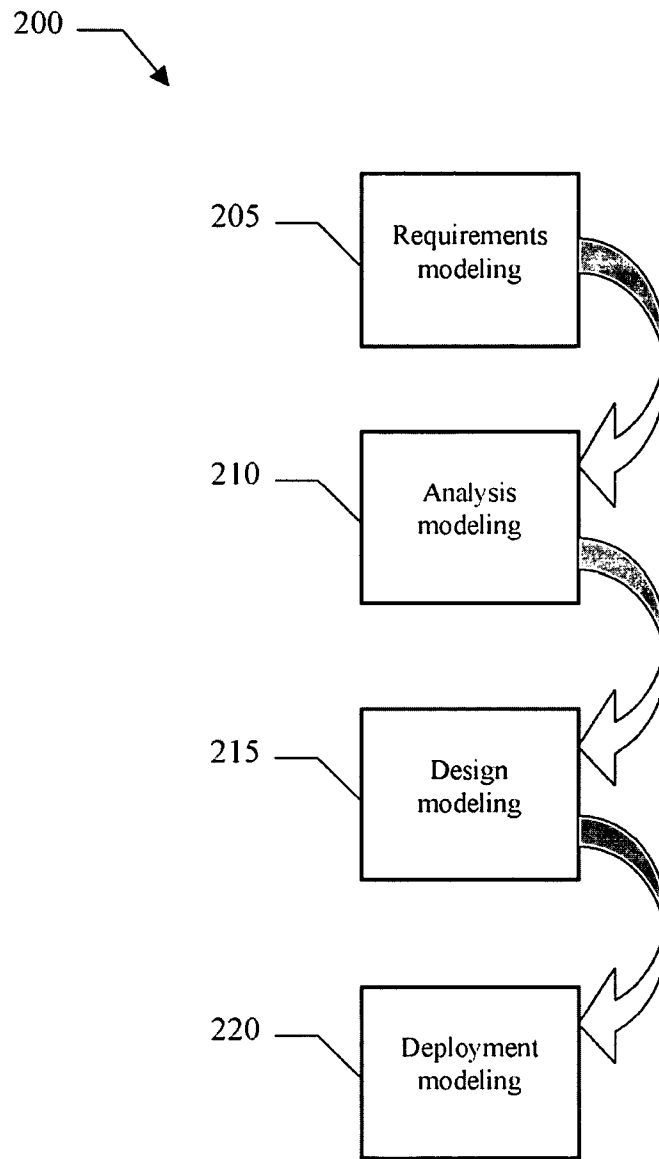 200
205
Requirements
modeling
210
Analysis
modeling
215
Design
modeling
220
Deployment
modeling